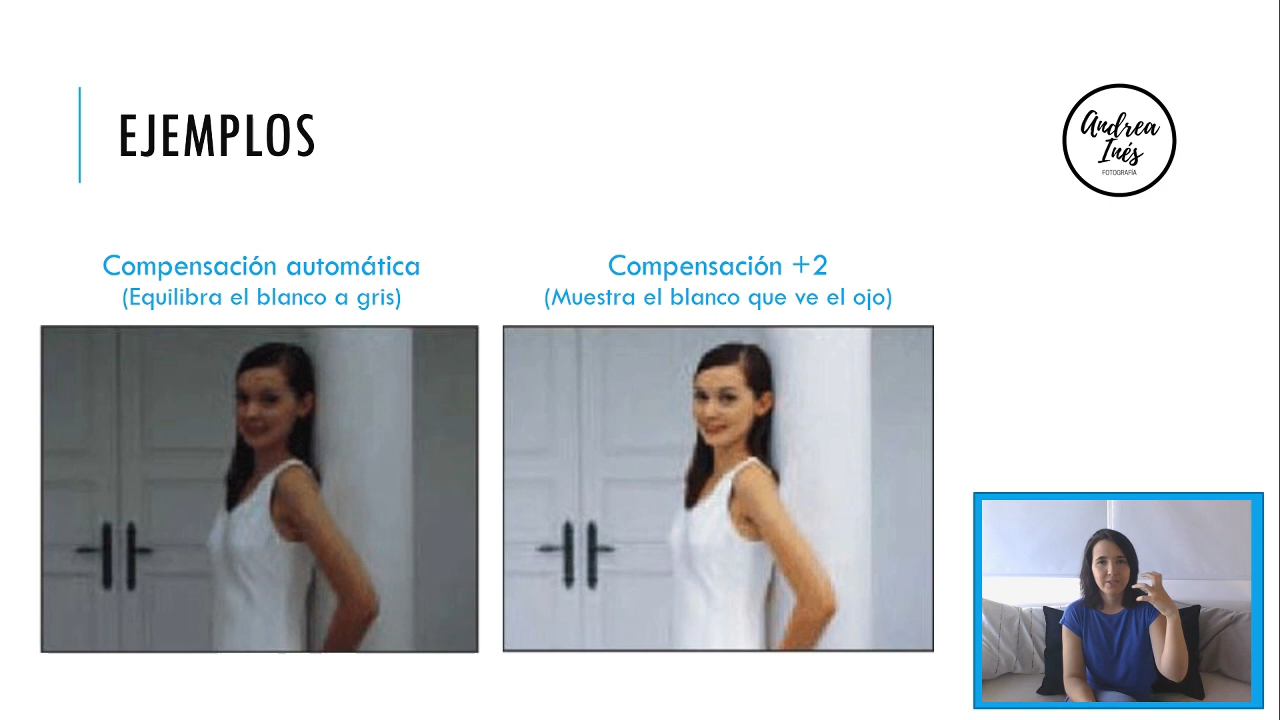 EJEMPLOS
Andrea
Inés
FOTOGRAFÍA
Compensación automática
(Equilibra el blanco a gris)
Compensación +2
(Muestra el blanco que ve el ojo)